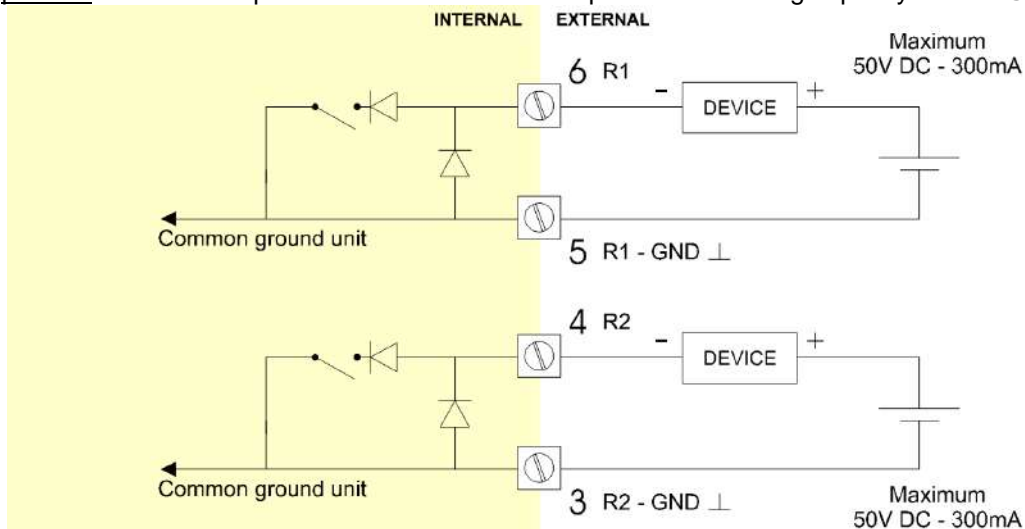 INTERNAL EXTERNAL
Maximum
50V DC - 300mA
6 R1
- DEVICE +
Common ground unit
5 R1 - GND ⊥
4 R2
- DEVICE +
Common ground unit
3 R2 - GND ⊥
Maximum
50V DC - 300mA